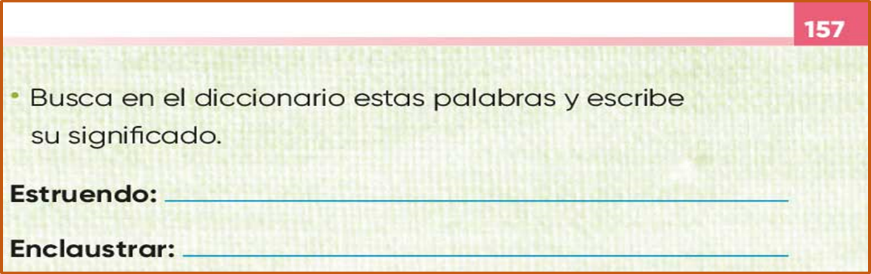 157
• Busca en el diccionario estas palabras y escribe
su significado.
Estruendo:
Enclaustrar: